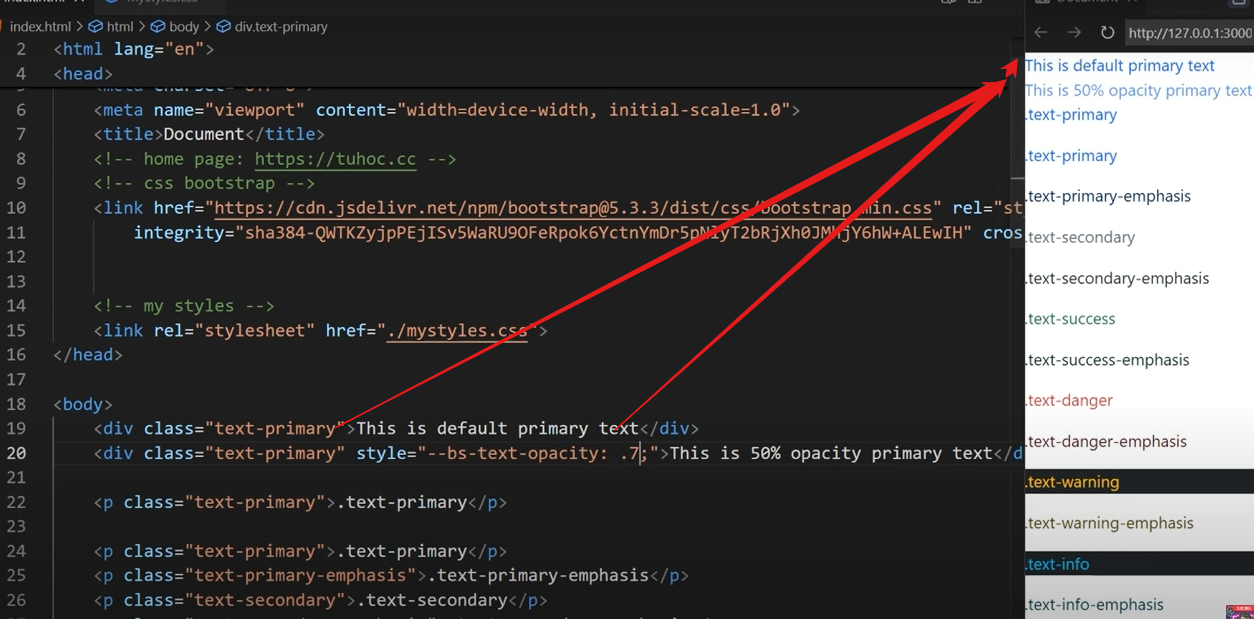 index.html > html > body > div.text-primary
2 <html lang="en">
4 <head>
6 <meta name="viewport" content="width=device-width, initial-scale=1.0">
7 <title>Document</title>
8 <!-- home page: https://tuhoc.cc -->
9 <!-- css bootstrap -->
10 <link href="https://cdn.jsdelivr.net/npm/bootstrap@5.3.3/dist/css/bootstrap.min.css" rel="st
11 integrity="sha384-QWTKZyjpPEjISv5WaRU9OFeRpok6YctnYmDr5pNlyT2bRjXh0JMhjY6hW+ALEwIH" cros
12
13
14 <!-- my styles -->
15 <link rel="stylesheet" href="./mystyles.css">
16 </head>
17
18 <body>
19 <div class="text-primary">This is default primary text</div>
20 <div class="text-primary" style="--bs-text-opacity: .7;">This is 50% opacity primary text</d
21
22 <p class="text-primary">.text-primary</p>
23
24 <p class="text-primary">.text-primary</p>
25 <p class="text-primary-emphasis">.text-primary-emphasis</p>
26 <p class="text-secondary">.text-secondary</p>
http://127.0.0.1:3000
This is default primary text
This is 50% opacity primary text
.text-primary
.text-primary
.text-primary-emphasis
.text-secondary
.text-secondary-emphasis
.text-success
.text-success-emphasis
.text-danger
.text-danger-emphasis
.text-warning
.text-warning-emphasis
.text-info
.text-info-emphasis